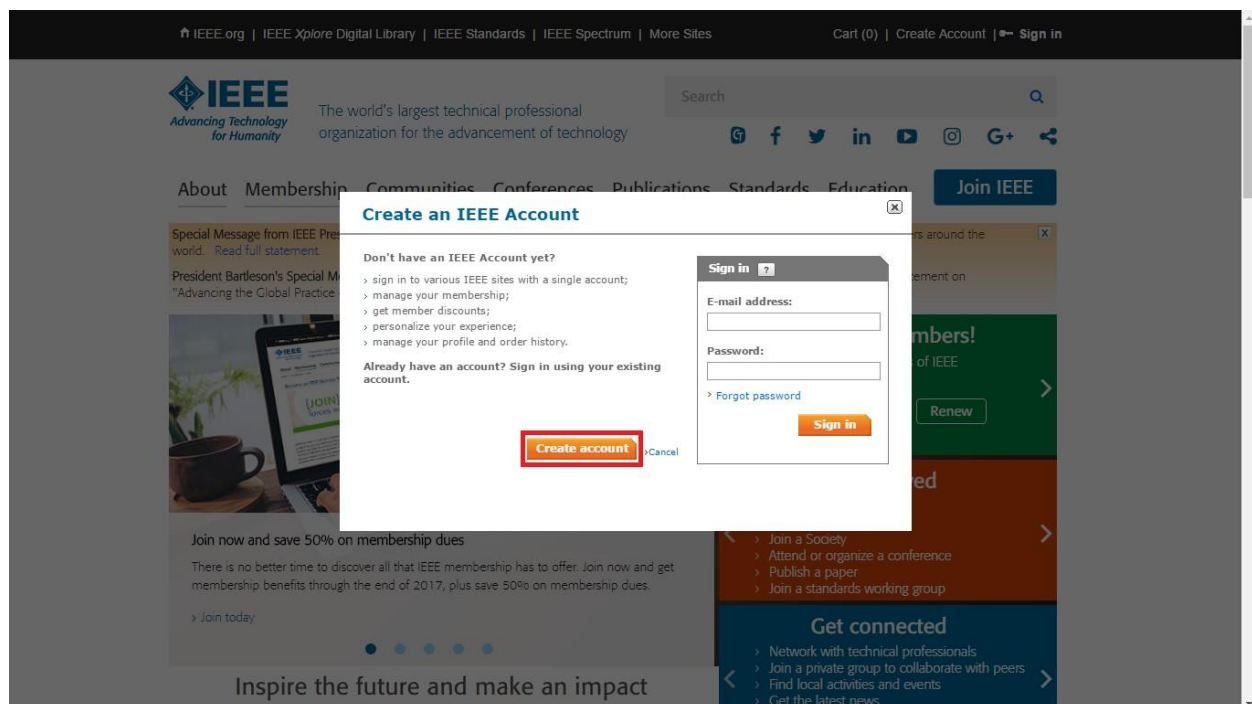 IEEE.org | IEEE Xplore Digital Library | IEEE Standards | IEEE Spectrum | More Sites
Cart (0) | Create Account | Sign in
IEEE
Advancing Technology
for Humanity
The world's largest technical professional
organization for the advancement of technology
Search
About Membership Communities Conferences Publications Standards Education
Join IEEE
Special Message from IEEE
world. Read full statement.
rs around the
President Bartleson's Special
"Advancing the Global Practice
ement on
Create an IEEE Account
Don't have an IEEE Account yet?
› sign in to various IEEE sites with a single account;
› manage your membership;
› get member discounts;
› personalize your experience;
› manage your profile and order history.
Already have an account? Sign in using your existing
account.
Create account
›Cancel
Sign in ?
E-mail address:
Password:
› Forgot password
Sign in
IEEE
[JOIN]
mbers!
of IEEE
Renew
ed
› Join a Society
› Attend or organize a conference
› Publish a paper
› Join a standards working group
Join now and save 50% on membership dues
There is no better time to discover all that IEEE membership has to offer. Join now and get
membership benefits through the end of 2017, plus save 50% on membership dues.
› Join today
Get connected
› Network with technical professionals
› Join a private group to collaborate with peers
› Find local activities and events
› Get the latest news
Inspire the future and make an impact